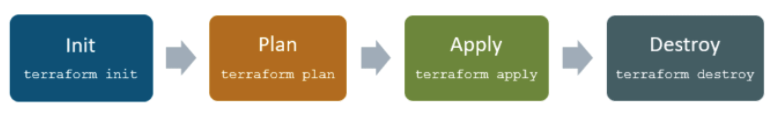 Init
terraform init
Plan
terraform plan
Apply
terraform apply
Destroy
terraform destroy